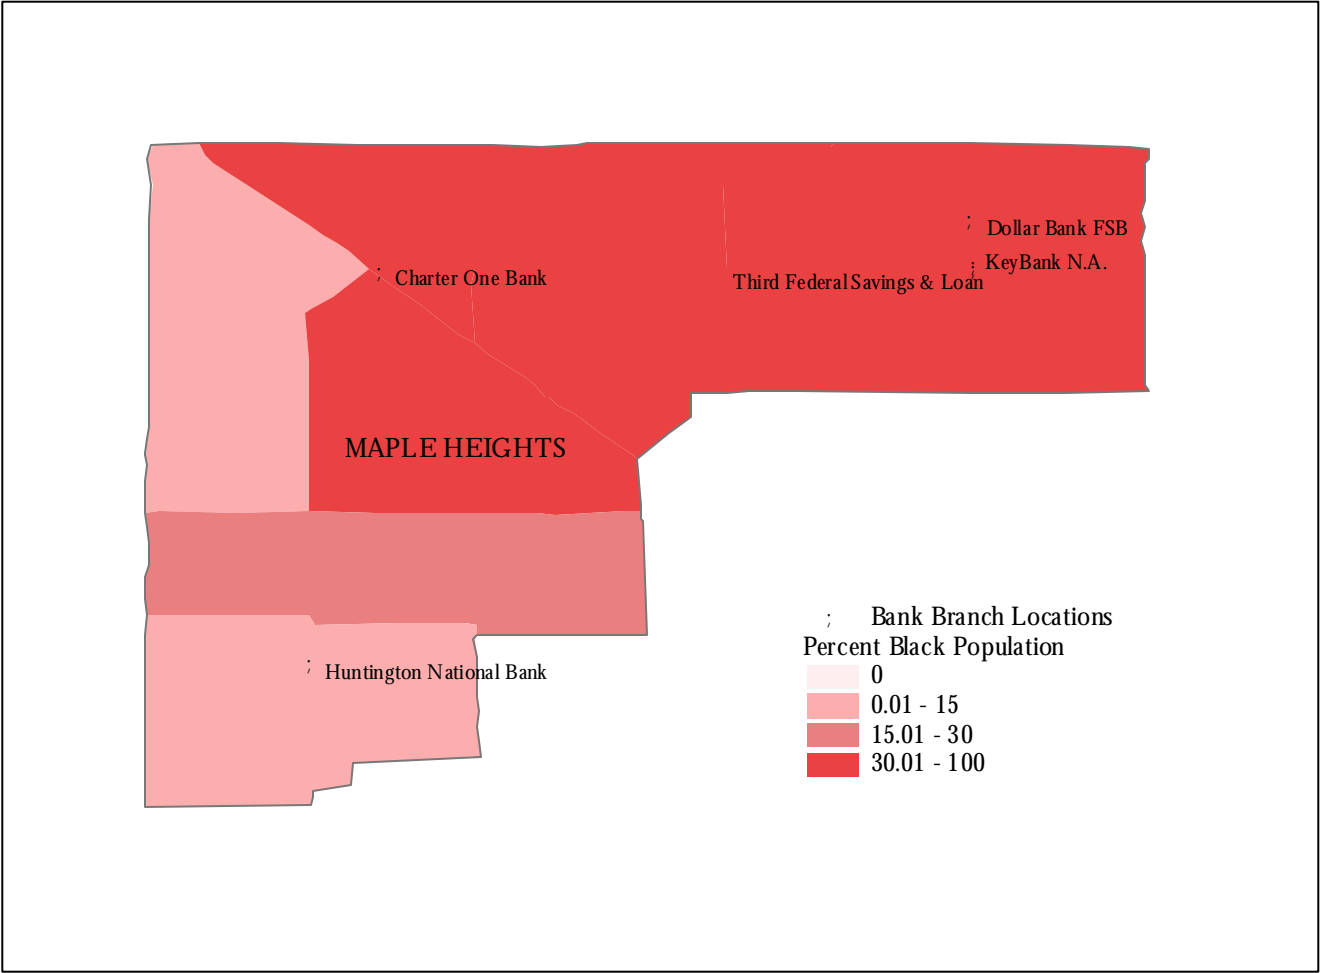 Dollar Bank FSB
KeyBank N.A.
Charter One Bank
Third Federal Savings & Loan
MAPLE HEIGHTS
Huntington National Bank
; Bank Branch Locations
Percent Black Population
0
0.01 - 15
15.01 - 30
30.01 - 100